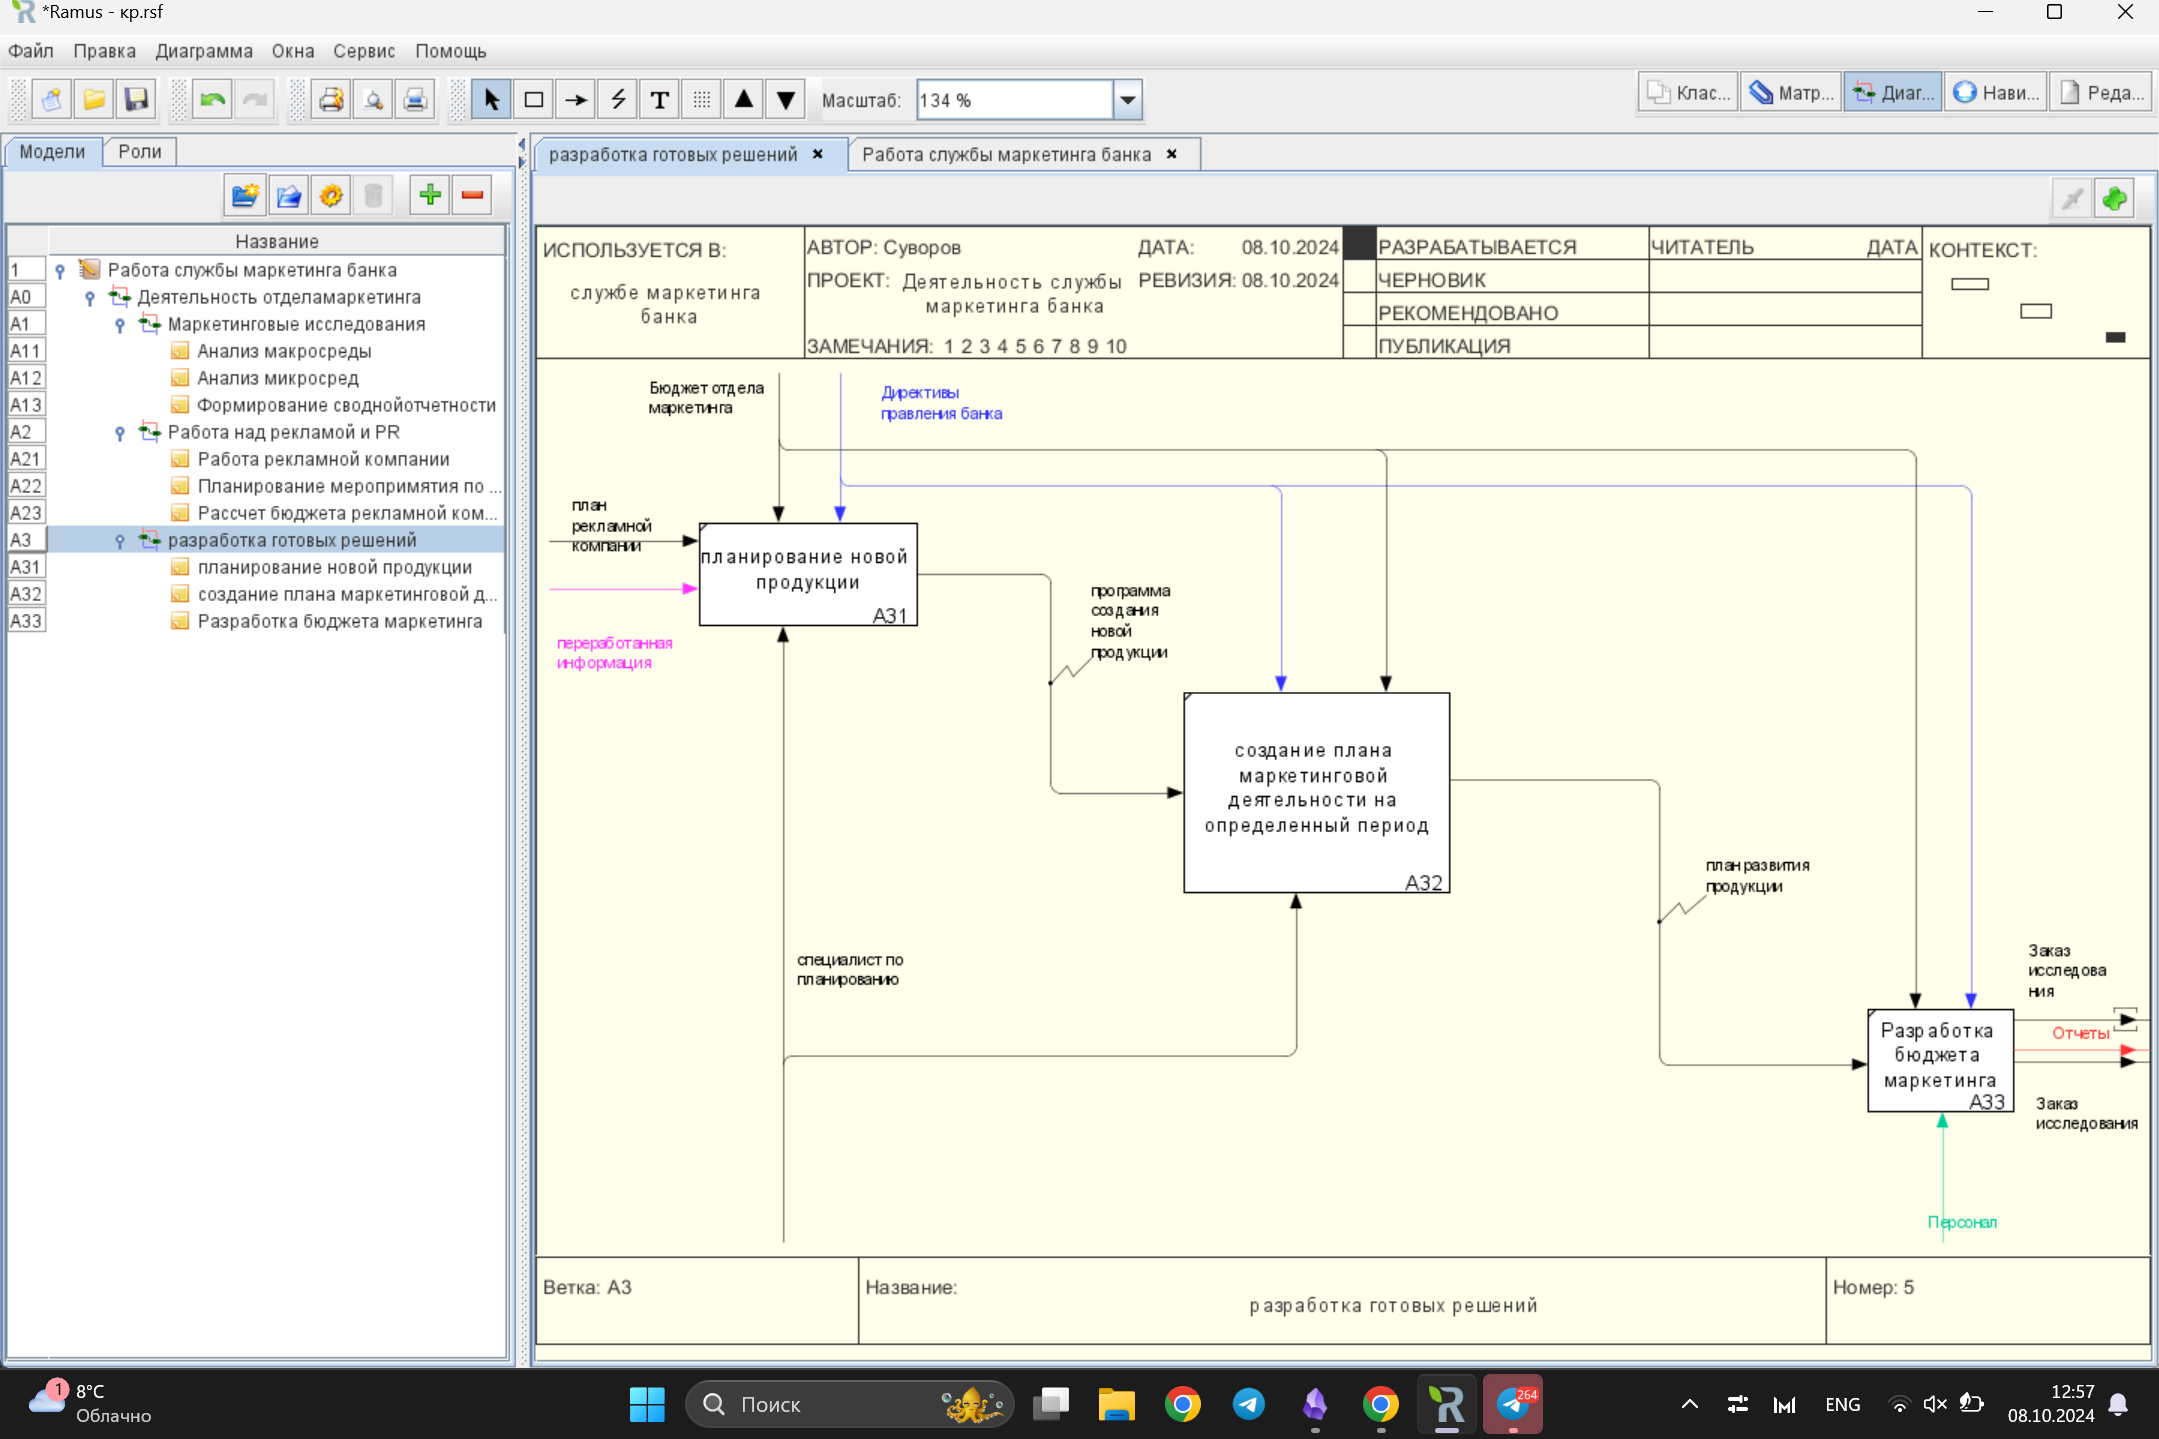 *Ramus - кр.rsf
Файл Правка Диаграмма Окна Сервис Помощь
Масштаб: 134 %
Клас... Матр... Диаг... Нави... Реда...
Модели Роли
Название
1 Работа службы маркетинга банка
A0 Деятельность отделамаркетинга
A1 Маркетинговые исследования
A11 Анализ макросреды
A12 Анализ микросред
A13 Формирование своднойотчетности
A2 Работа над рекламой и PR
A21 Работа рекламной компании
A22 Планирование меропримятия по ...
A23 Рассчет бюджета рекламной ком...
A3 разработка готовых решений
A31 планирование новой продукции
A32 создание плана маркетинговой д...
A33 Разработка бюджета маркетинга
разработка готовых решений
Работа службы маркетинга банка
ИСПОЛЬЗУЕТСЯ В:
службе маркетинга
банка
АВТОР: Суворов
ДАТА: 08.10.2024
ПРОЕКТ: Деятельность службы
маркетинга банка
РЕВИЗИЯ: 08.10.2024
ЗАМЕЧАНИЯ: 1 2 3 4 5 6 7 8 9 10
РАЗРАБАТЫВАЕТСЯ
ЧЕРНОВИК
РЕКОМЕНДОВАНО
ПУБЛИКАЦИЯ
ЧИТАТЕЛЬ ДАТА
КОНТЕКСТ:
Бюджет отдела
маркетинга
Директивы
правления банка
план
рекламной
компании
переработанная
информация
планирование новой
продукции
A31
программа
создания
новой
продукции
создание плана
маркетинговой
деятельности на
определенный период
A32
план развития
продукции
специалист по
планированию
Заказ
исследова
ния
Отчеты
Разработка
бюджета
маркетинга
A33
Заказ
исследования
Персонал
Ветка: A3
Название:
разработка готовых решений
Номер: 5
1
8°C
Облачно
Поиск
264
ENG
12:57
08.10.2024